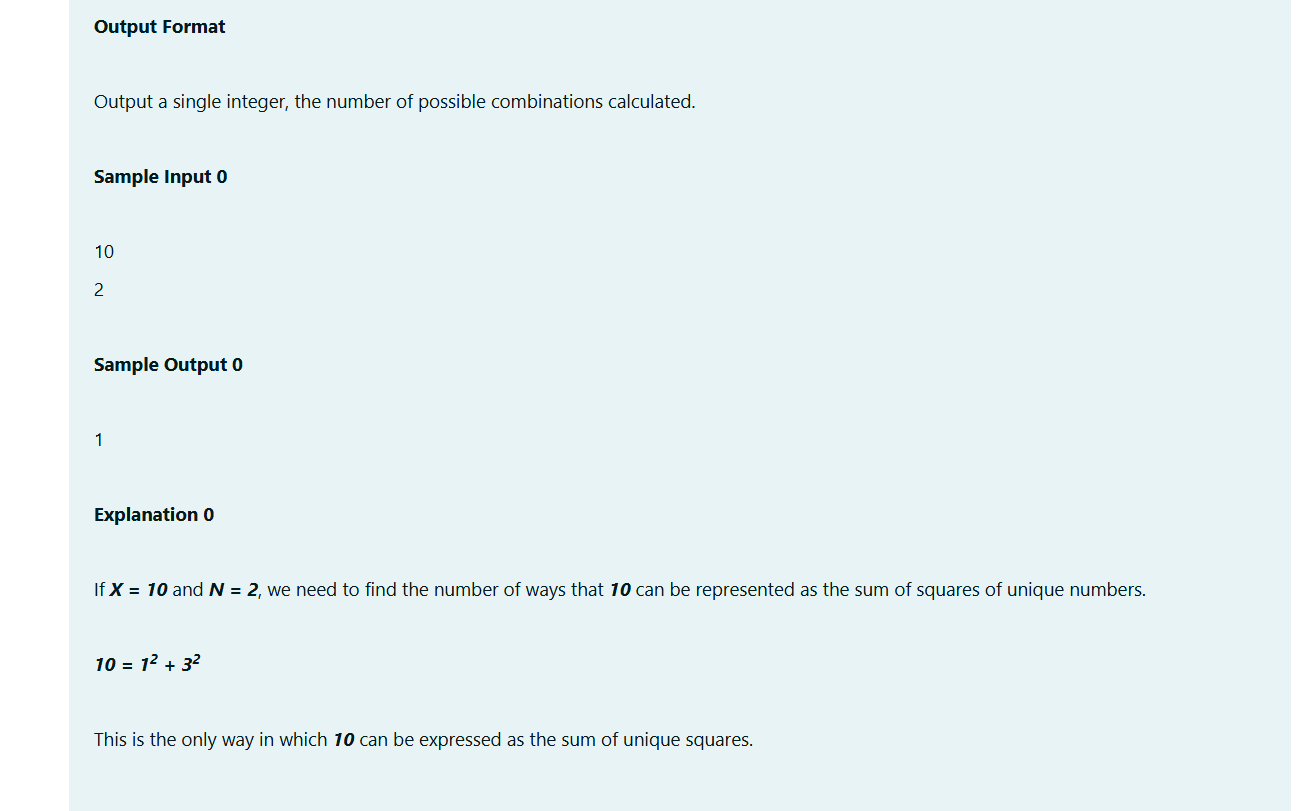 Output Format
Output a single integer, the number of possible combinations calculated.
Sample Input 0
10
2
Sample Output 0
1
Explanation 0
If X = 10 and N = 2, we need to find the number of ways that 10 can be represented as the sum of squares of unique numbers.
10 = 1² + 3²
This is the only way in which 10 can be expressed as the sum of unique squares.